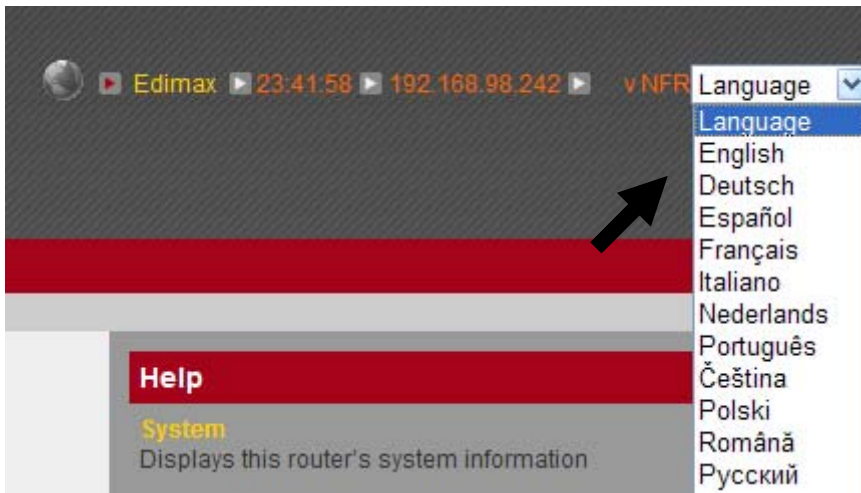 Edimax 23:41:58 192.168.98.242 v NFR Language
Language
English
Deutsch
Español
Français
Italiano
Nederlands
Português
Čeština
Polski
Română
Русский
Help
System
Displays this router's system information